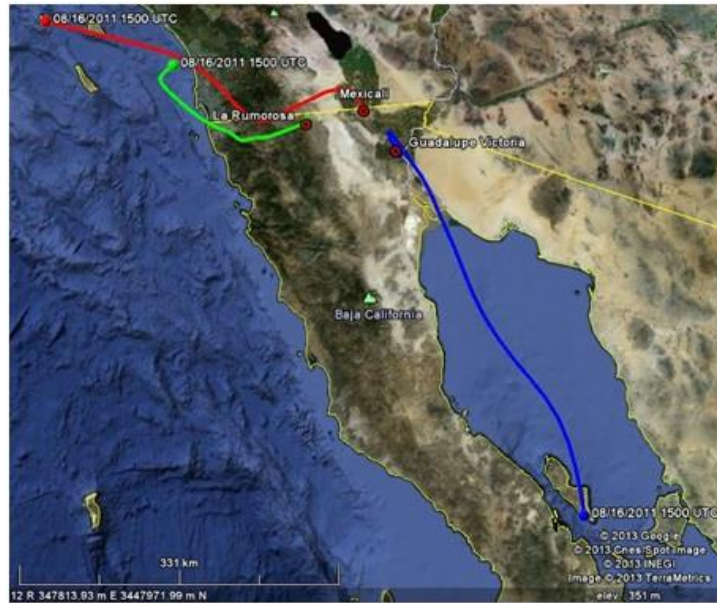 08/16/2011 1500 UTC
08/16/2011 1500 UTC
Mexicali
La Rumorosa
Guadalupe Victoria
Baja California
08/16/2011 1500 UTC
© 2013 Google
© 2013 Cnes/Spot Image
© 2013 INEGI
Image © 2013 TerraMetrics
331 km
12 R 347813.93 m E 3447971.99 m N
elev 351 m